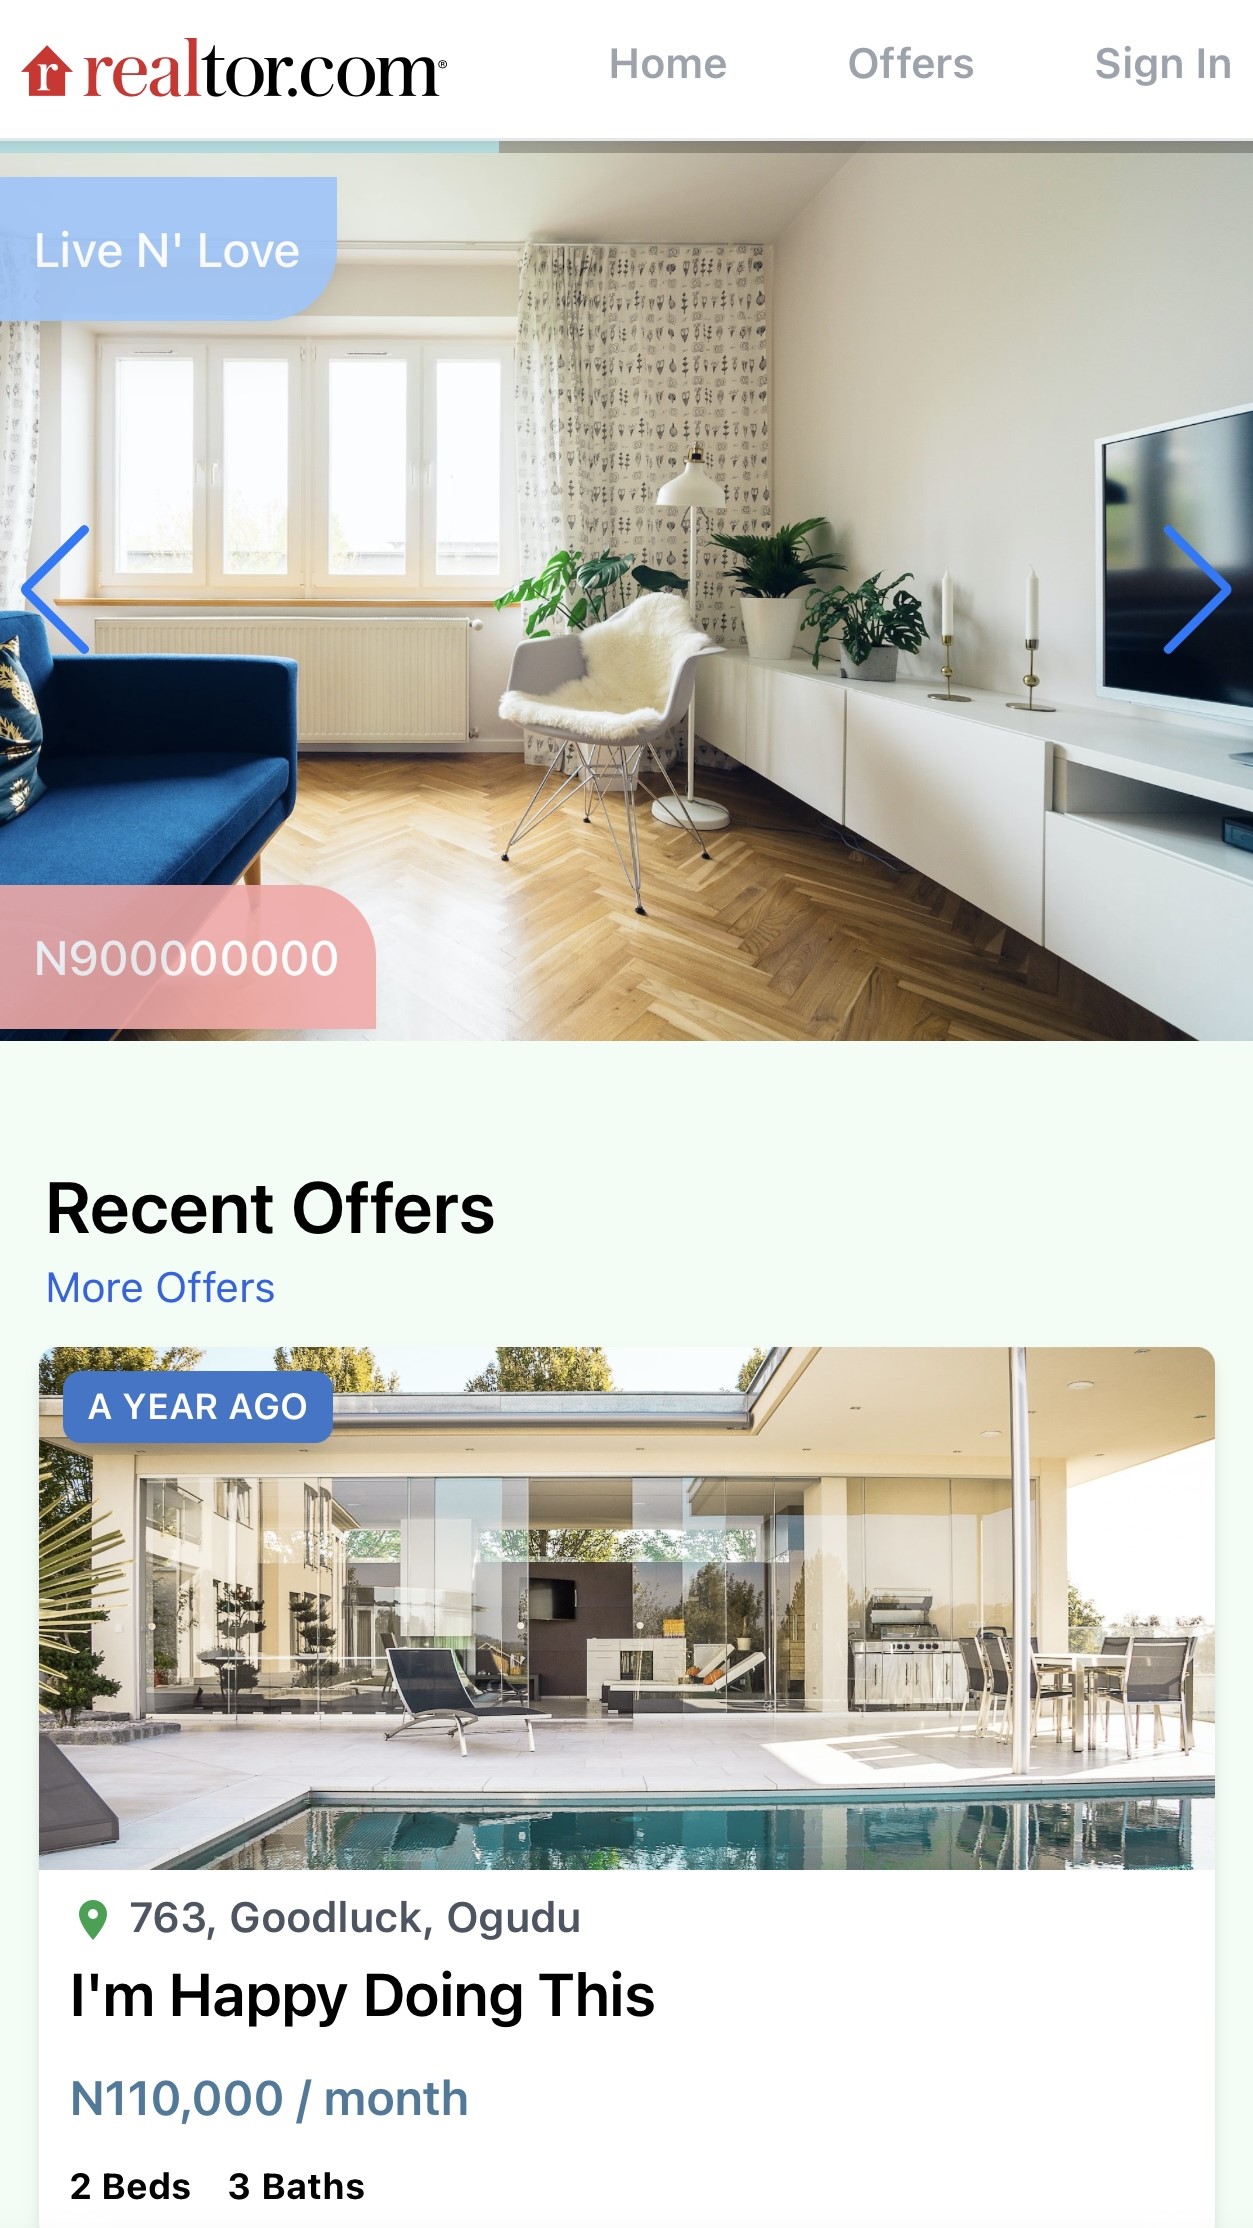 r realtor.com®
Home Offers Sign In
Live N' Love
N900000000
Recent Offers
More Offers
A YEAR AGO
763, Goodluck, Ogudu
I'm Happy Doing This
N110,000 / month
2 Beds 3 Baths